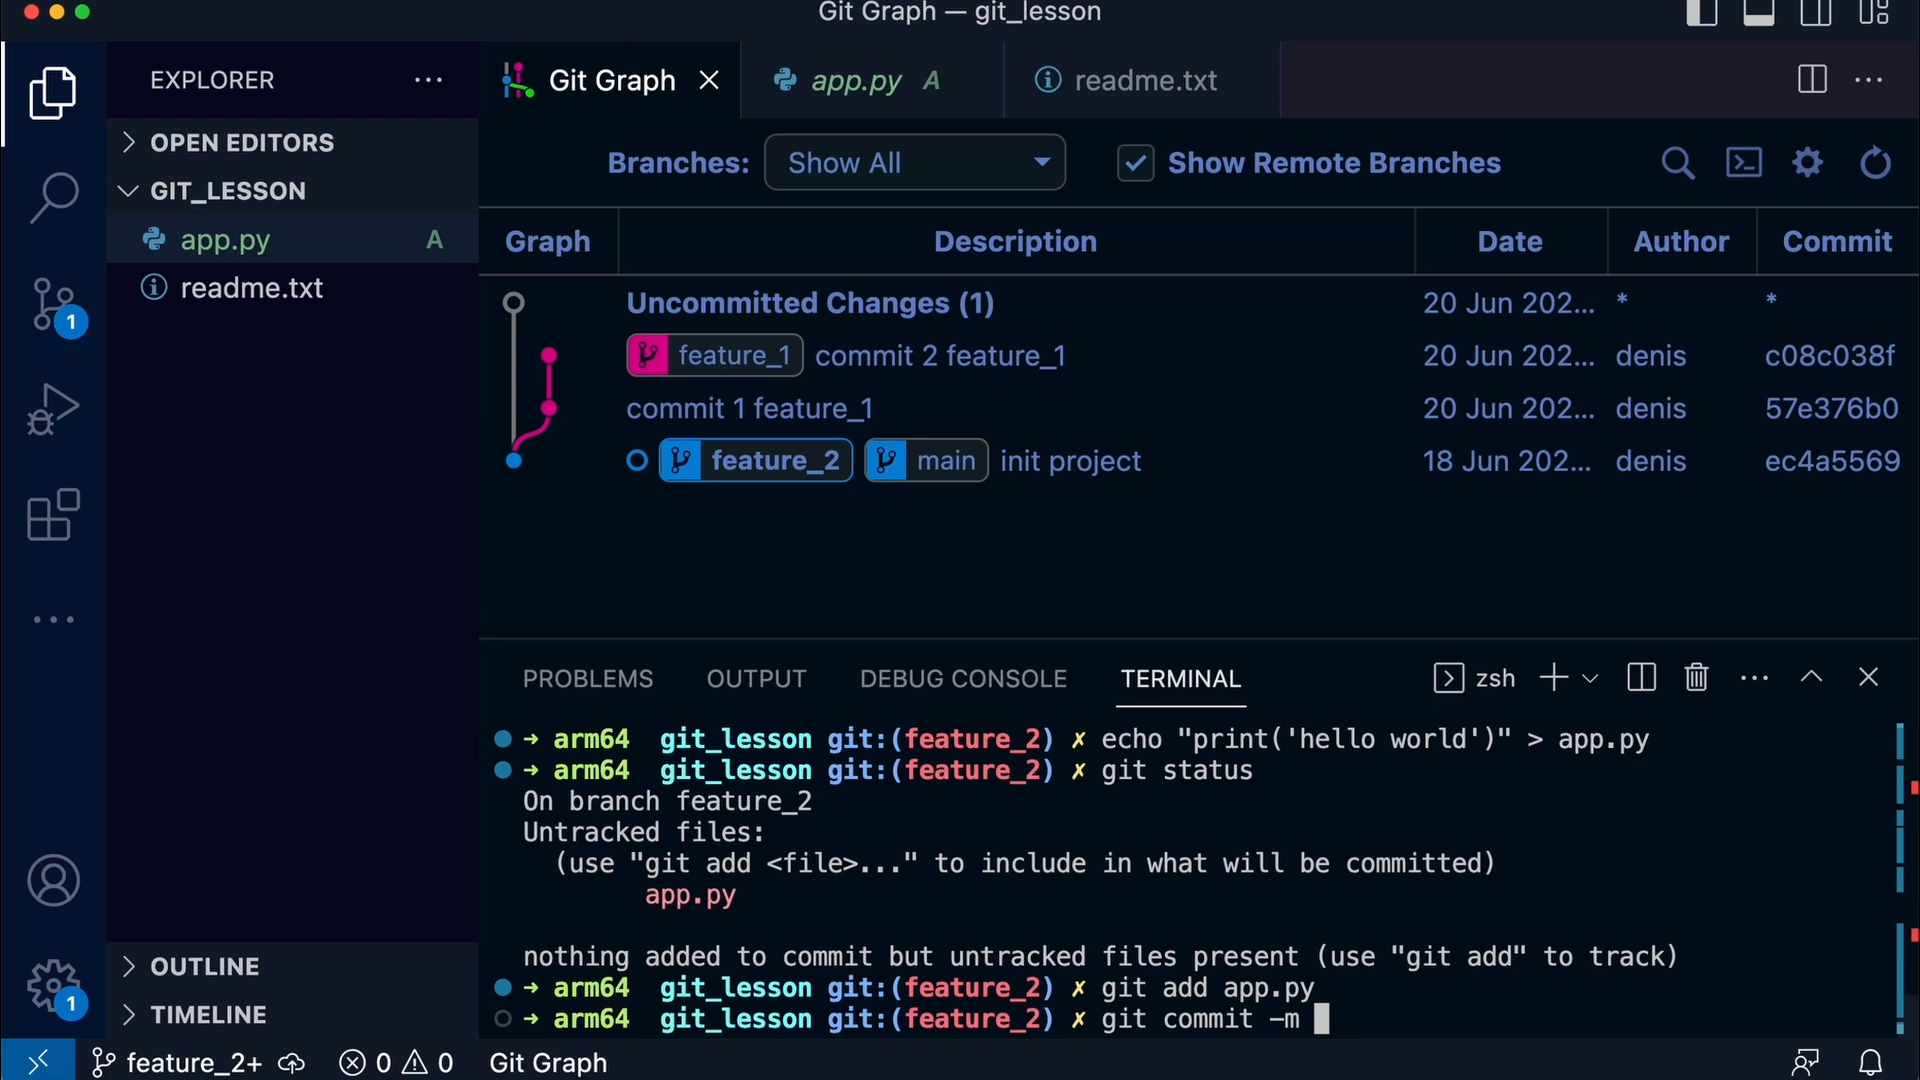 Git Graph — git_lesson
EXPLORER
Git Graph
app.py A
readme.txt
OPEN EDITORS
GIT_LESSON
app.py A
readme.txt
Branches: Show All Show Remote Branches
Graph Description Date Author Commit
Uncommitted Changes (1) 20 Jun 202... * *
feature_1 commit 2 feature_1 20 Jun 202... denis c08c038f
commit 1 feature_1 20 Jun 202... denis 57e376b0
feature_2 main init project 18 Jun 202... denis ec4a5569
1
PROBLEMS OUTPUT DEBUG CONSOLE TERMINAL zsh
→ arm64 git_lesson git:(feature_2) ✗ echo "print('hello world')" > app.py
→ arm64 git_lesson git:(feature_2) ✗ git status
On branch feature_2
Untracked files:
(use "git add <file>..." to include in what will be committed)
app.py
nothing added to commit but untracked files present (use "git add" to track)
→ arm64 git_lesson git:(feature_2) ✗ git add app.py
→ arm64 git_lesson git:(feature_2) ✗ git commit -m
OUTLINE
TIMELINE
1
feature_2+ 0 0 Git Graph